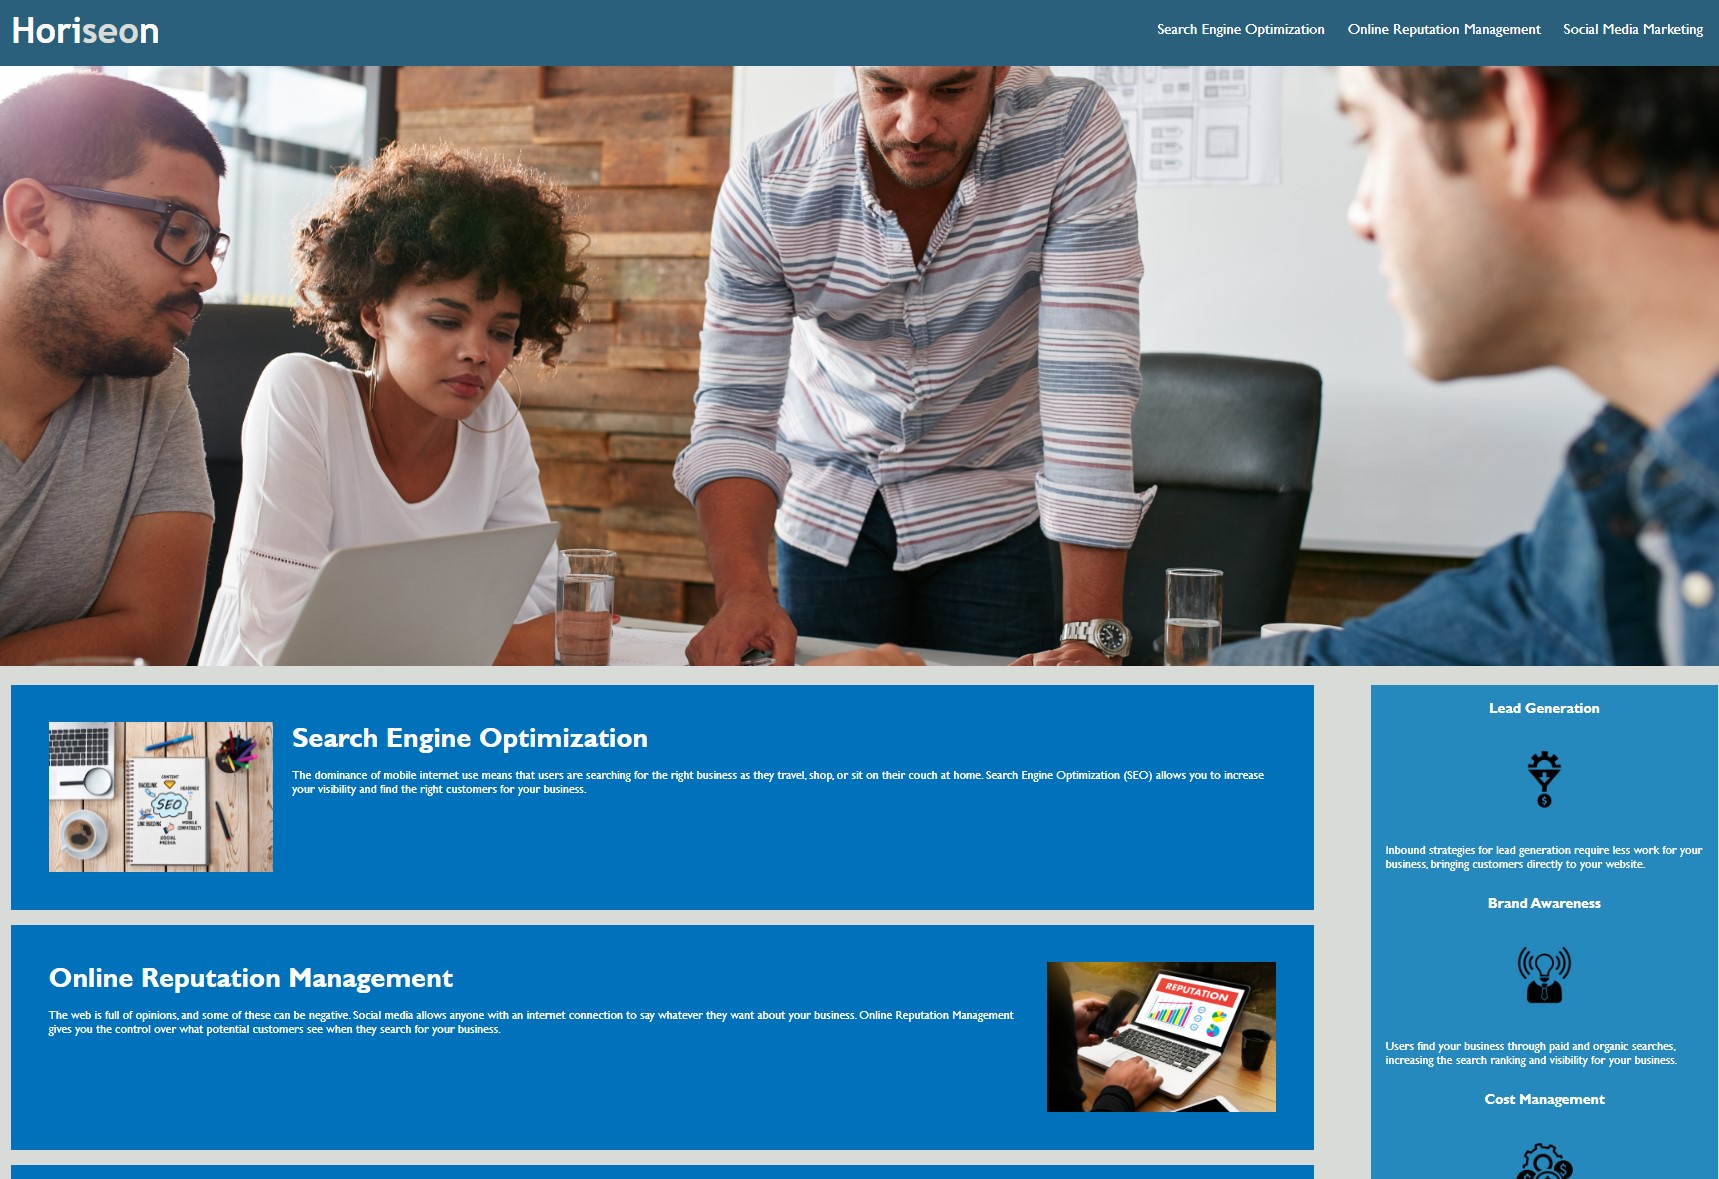 Horiseon
Search Engine Optimization
Online Reputation Management
Social Media Marketing
Search Engine Optimization
The dominance of mobile internet use means that users are searching for the right business as they travel, shop, or sit on their couch at home. Search Engine Optimization (SEO) allows you to increase
your visibility and find the right customers for your business.
CONTENT
BACKLINK
SEO
LINK BUILDING
MOBILE
COMPATIBILITY
SOCIAL
MEDIA
Online Reputation Management
The web is full of opinions, and some of these can be negative. Social media allows anyone with an internet connection to say whatever they want about your business. Online Reputation Management
gives you the control over what potential customers see when they search for your business.
REPUTATION
Lead Generation
$
Inbound strategies for lead generation require less work for your
business, bringing customers directly to your website.
Brand Awareness
Users find your business through paid and organic searches,
increasing the search ranking and visibility for your business.
Cost Management
$
$